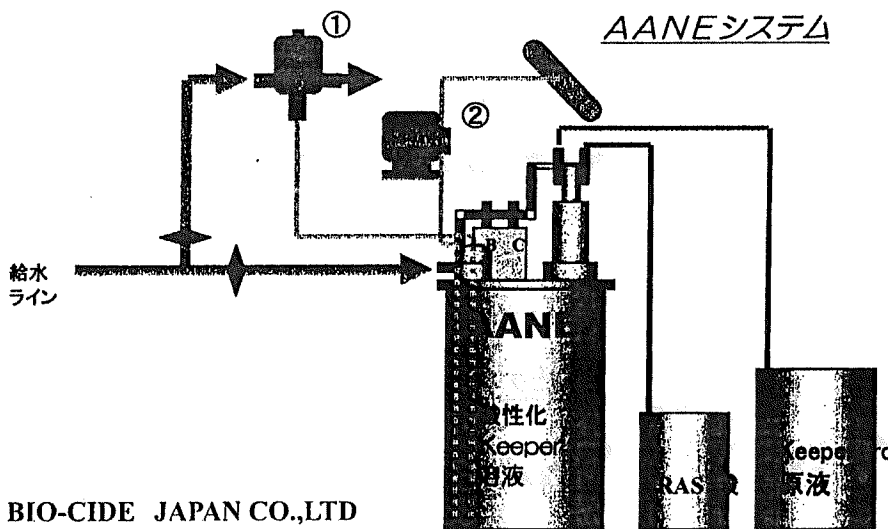 ①
AANEシステム
②
B C
給水
ライン
AANE
性化
Keeper
溶液
RAS
Keeper
原液
BIO-CIDE JAPAN CO.,LTD